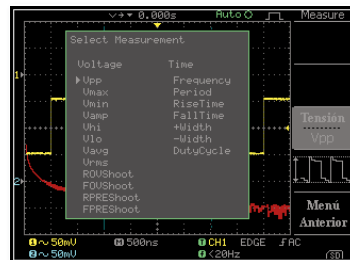 0.000s Auto Measure
Select Measurement
Voltage Time
Vpp Frequency
Vmax Period
Vmin RiseTime
Vamp FallTime
Vhi +Width
Vlo -Width
Vavg DutyCycle
Vrms
ROVShoot
FOVShoot
RPREShoot
FPREShoot
1
2
Tensión
Vpp
Menú
Anterior
1 50mV 500ns CH1 EDGE AC
2 50mV <20Hz SD